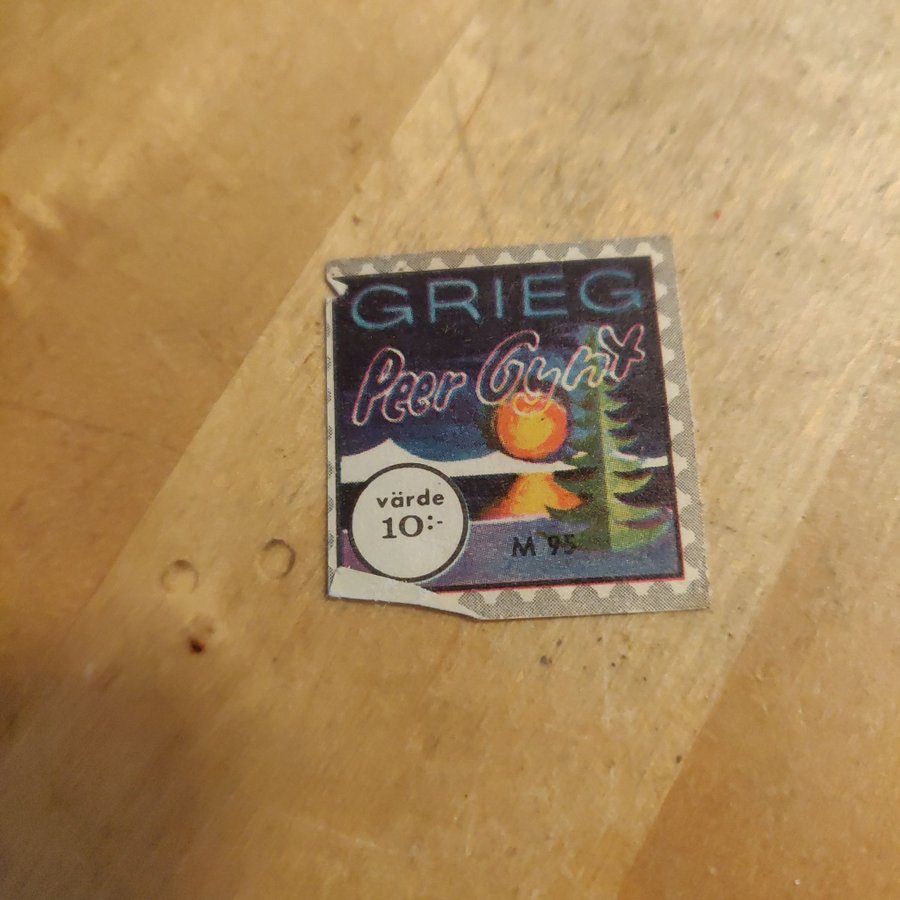 GRIEG
Peer Gynt
värde
10:-
M 95